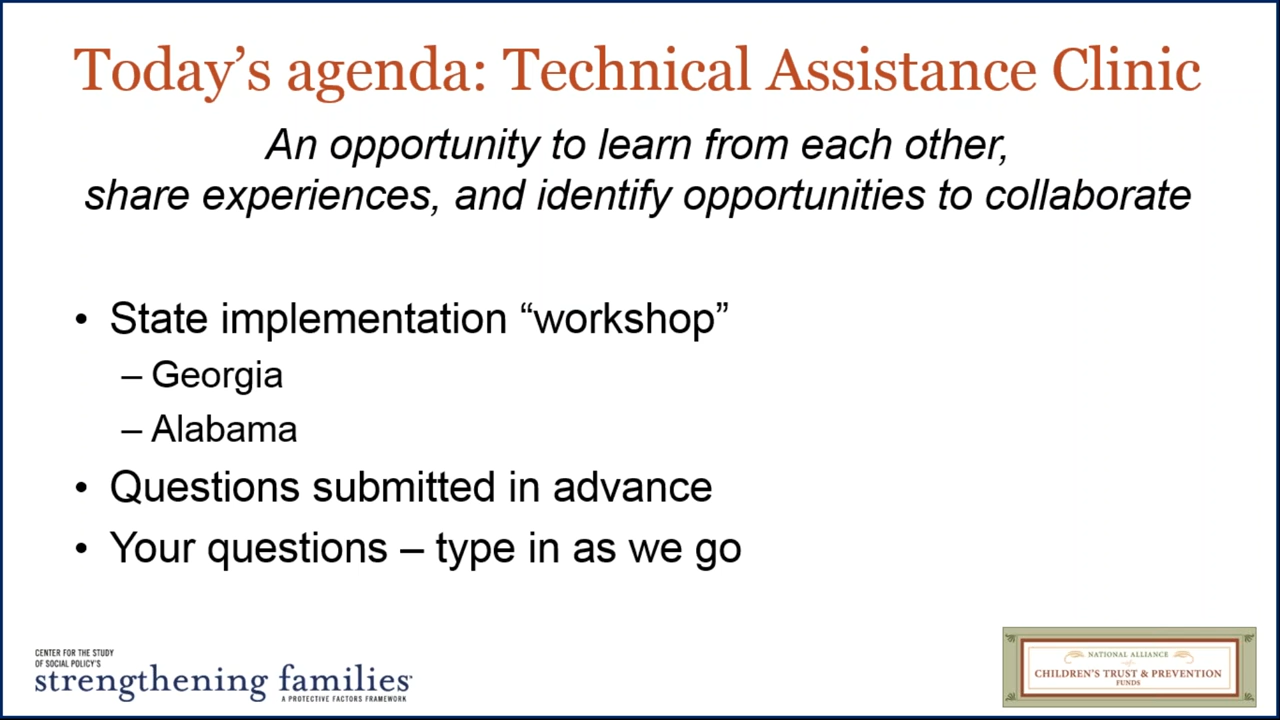 Today’s agenda: Technical Assistance Clinic
An opportunity to learn from each other,
share experiences, and identify opportunities to collaborate
• State implementation “workshop”
– Georgia
– Alabama
• Questions submitted in advance
• Your questions – type in as we go
CENTER FOR THE STUDY
OF SOCIAL POLICY'S
strengthening families
A PROTECTIVE FACTORS FRAMEWORK
NATIONAL ALLIANCE
CHILDREN'S TRUST & PREVENTION
FUNDS